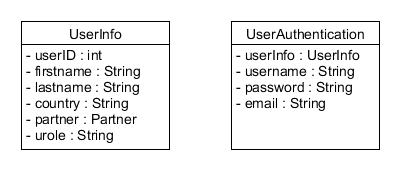 UserInfo
- userID : int
- firstname : String
- lastname : String
- country : String
- partner : Partner
- urole : String
UserAuthentication
- userInfo : UserInfo
- username : String
- password : String
- email : String